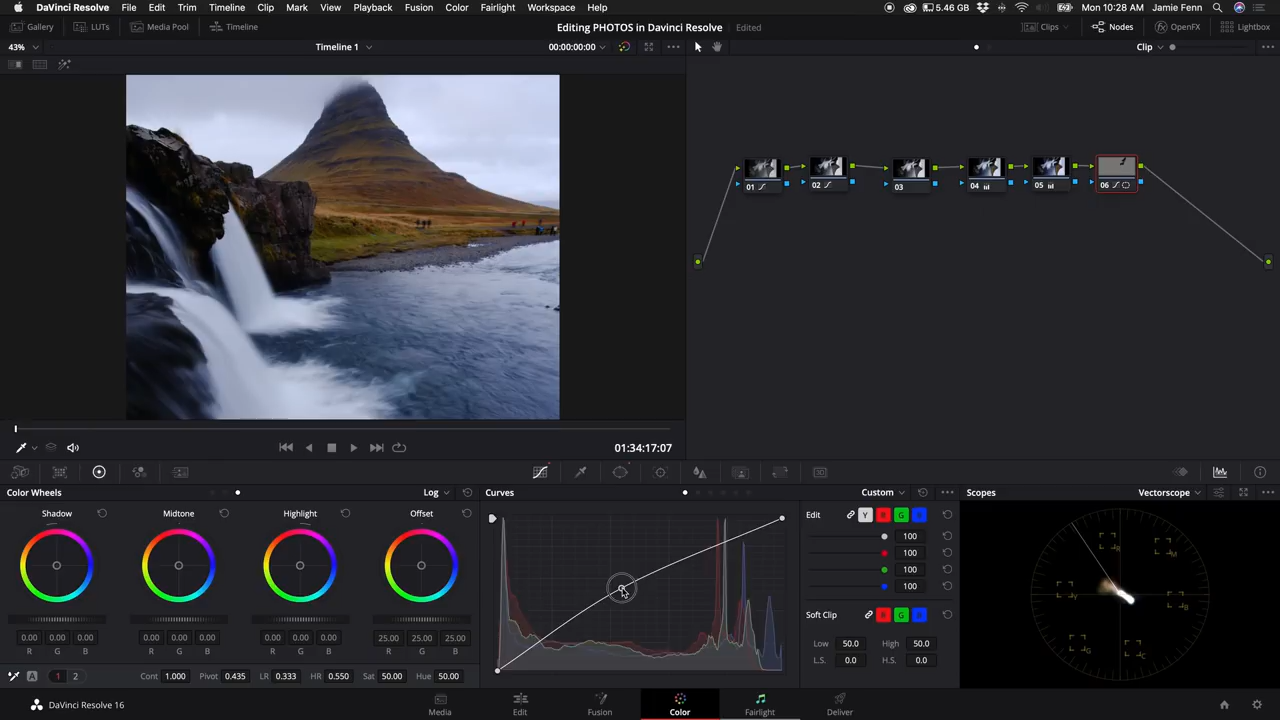 DaVinci Resolve File Edit Trim Timeline Clip Mark View Playback Fusion Color Fairlight Workspace Help 5.46 GB Mon 10:28 AM Jamie Fenn
Gallery LUTs Media Pool Timeline Editing PHOTOS in DaVinci Resolve Edited Clips Nodes OpenFX Lightbox
43% Timeline 1 00:00:00:00 Clip
01 02 03 04 05 06
01:34:17:07
Color Wheels Log Curves Custom Scopes Vectorscope
Shadow Midtone Highlight Offset Edit Y R G B
100
100
100
100
Soft Clip R G B
0.00 0.00 0.00 0.00 0.00 0.00 0.00 0.00 0.00 25.00 25.00 25.00 Low 50.0 High 50.0
R G B R G B R G B R G B L.S. 0.0 H.S. 0.0
A 1 2 Cont 1.000 Pivot 0.435 LR 0.333 HR 0.550 Sat 50.00 Hue 50.00
R M B C G Y
DaVinci Resolve 16 Media Edit Fusion Color Fairlight Deliver